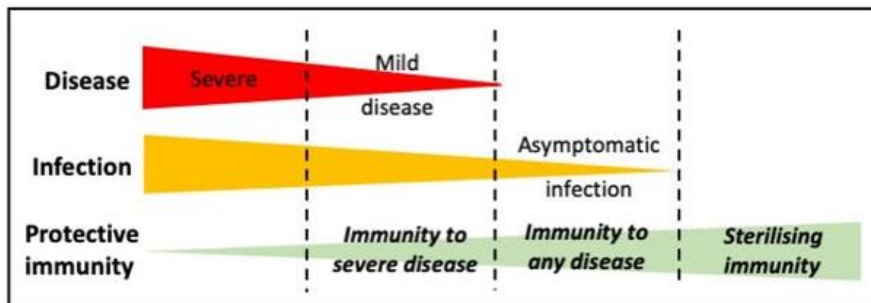 Disease
Severe
Mild
disease
Infection
Asymptomatic
infection
Protective
immunity
Immunity to
severe disease
Immunity to
any disease
Sterilising
immunity